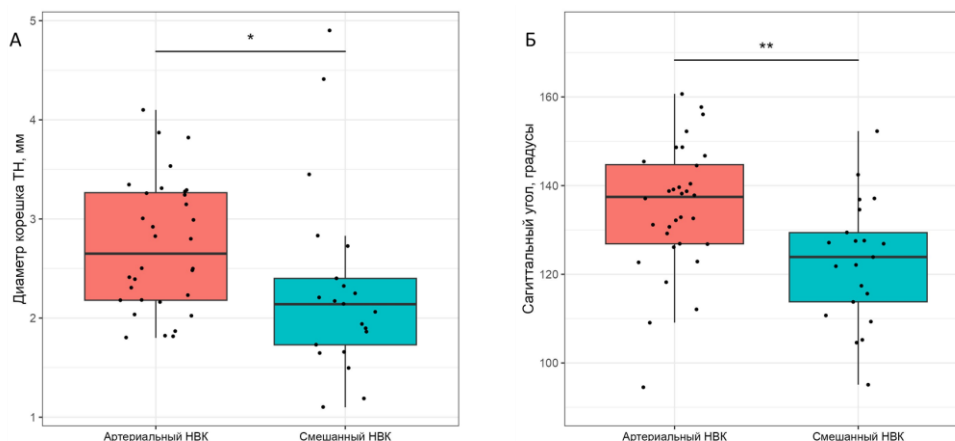 А
Диаметр корешка ТН, мм
5
4
3
2
1
*
Артериальный НВК
Смешанный НВК
Б
Сагиттальный угол, градусы
160
140
120
100
**
Артериальный НВК
Смешанный НВК